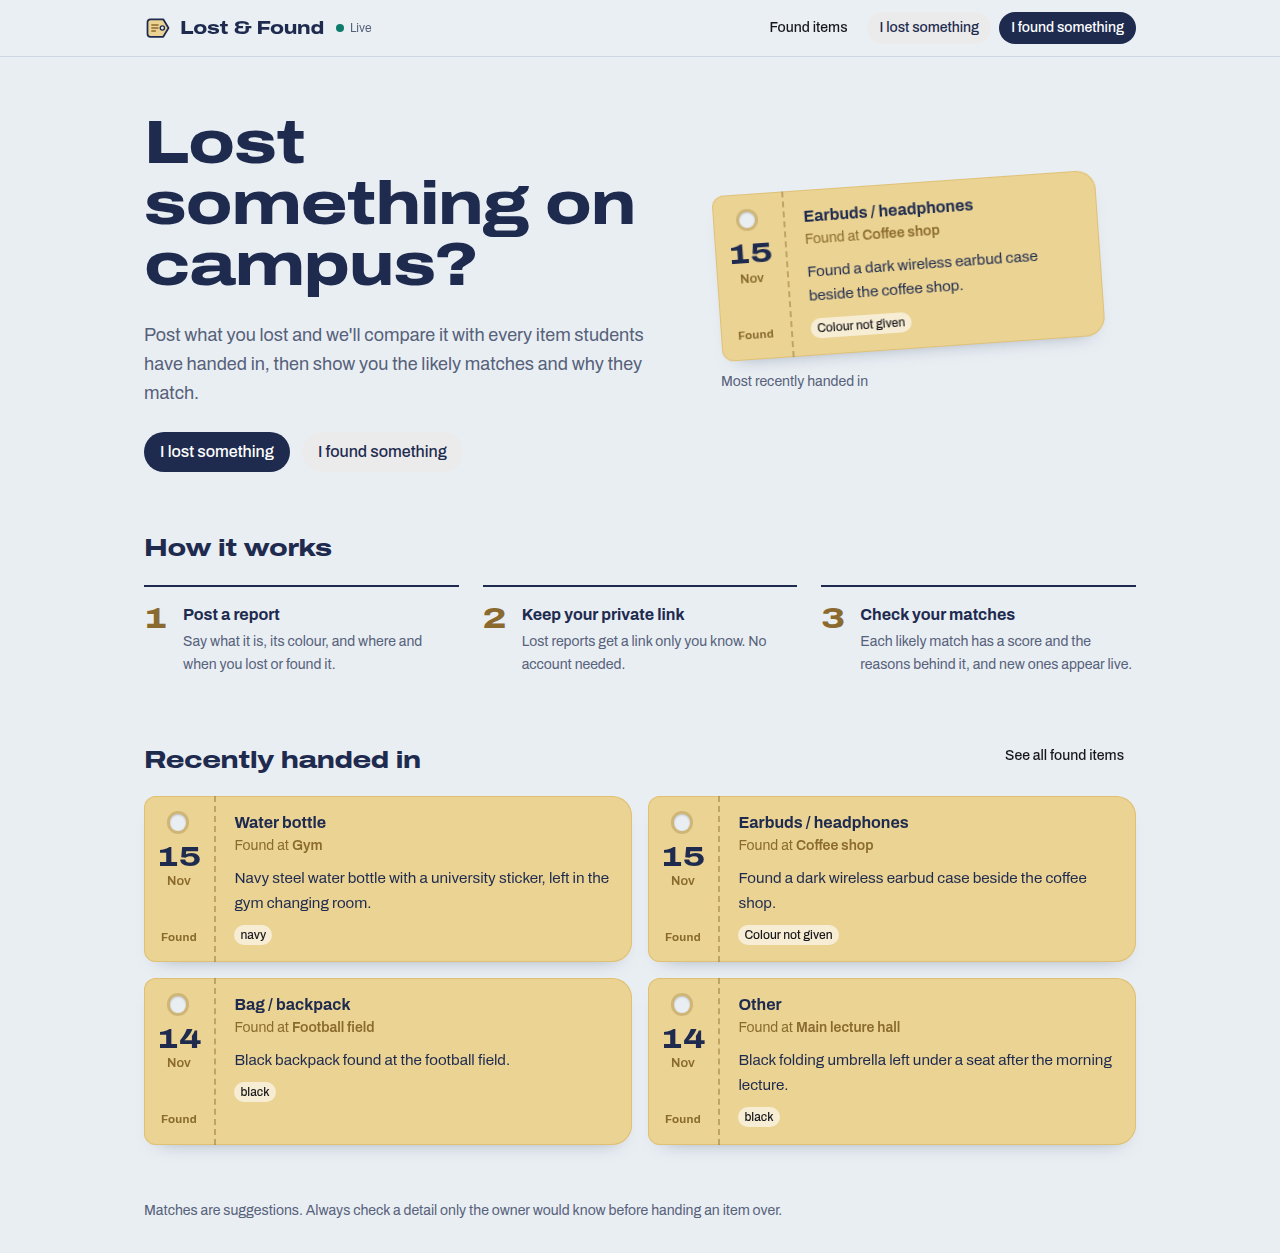 Lost & Found
Live
Found items
I lost something
I found something
Lost
something on
campus?
Post what you lost and we'll compare it with every item students
have handed in, then show you the likely matches and why they
match.
I lost something
I found something
15
Nov
Found
Earbuds / headphones
Found at Coffee shop
Found a dark wireless earbud case
beside the coffee shop.
Colour not given
Most recently handed in
How it works
1
Post a report
Say what it is, its colour, and where and
when you lost or found it.
2
Keep your private link
Lost reports get a link only you know. No
account needed.
3
Check your matches
Each likely match has a score and the
reasons behind it, and new ones appear live.
Recently handed in
See all found items
15
Nov
Found
Water bottle
Found at Gym
Navy steel water bottle with a university sticker, left in the
gym changing room.
navy
15
Nov
Found
Earbuds / headphones
Found at Coffee shop
Found a dark wireless earbud case beside the coffee
shop.
Colour not given
14
Nov
Found
Bag / backpack
Found at Football field
Black backpack found at the football field.
black
14
Nov
Found
Other
Found at Main lecture hall
Black folding umbrella left under a seat after the morning
lecture.
black
Matches are suggestions. Always check a detail only the owner would know before handing an item over.